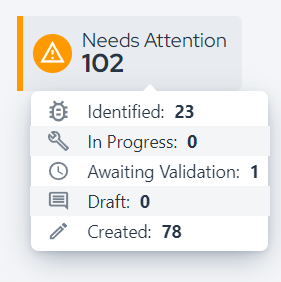 Needs Attention
102
Identified: 23
In Progress: 0
Awaiting Validation: 1
Draft: 0
Created: 78